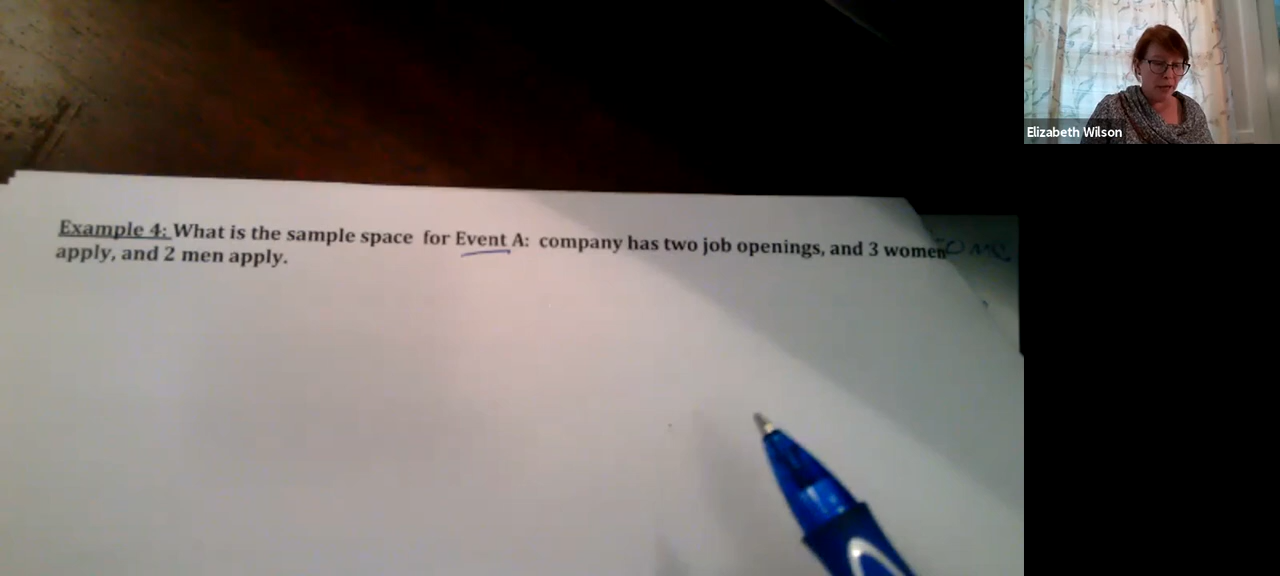 Elizabeth Wilson
Example 4: What is the sample space for Event A: company has two job openings, and 3 women
apply, and 2 men apply.